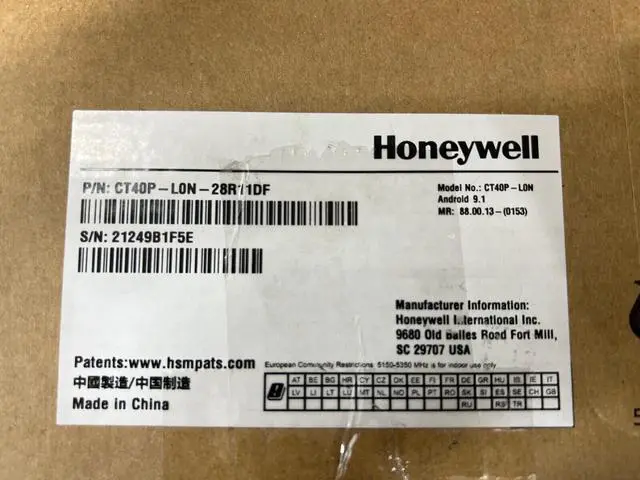 Honeywell
P/N: CT40P-L0N-28R11DF
Model No.: CT40P-L0N
Android 9.1
MR: 88.00.13-(0153)
S/N: 21249B1F5E
Manufacturer Information:
Honeywell International Inc.
9680 Old Bailes Road Fort Mill,
SC 29707 USA
Patents:www.hsmpats.com
European Community Restrictions 5150-5350 MHz is for indoor use only
中國製造/中国制造
Made in China
AT BE BG HR CY CZ DK EE FI FR DE GR HU IS IE IT
LV LI LT LU MT NL NO PL PT RO SK SI ES SE CH GB
RU RS TR